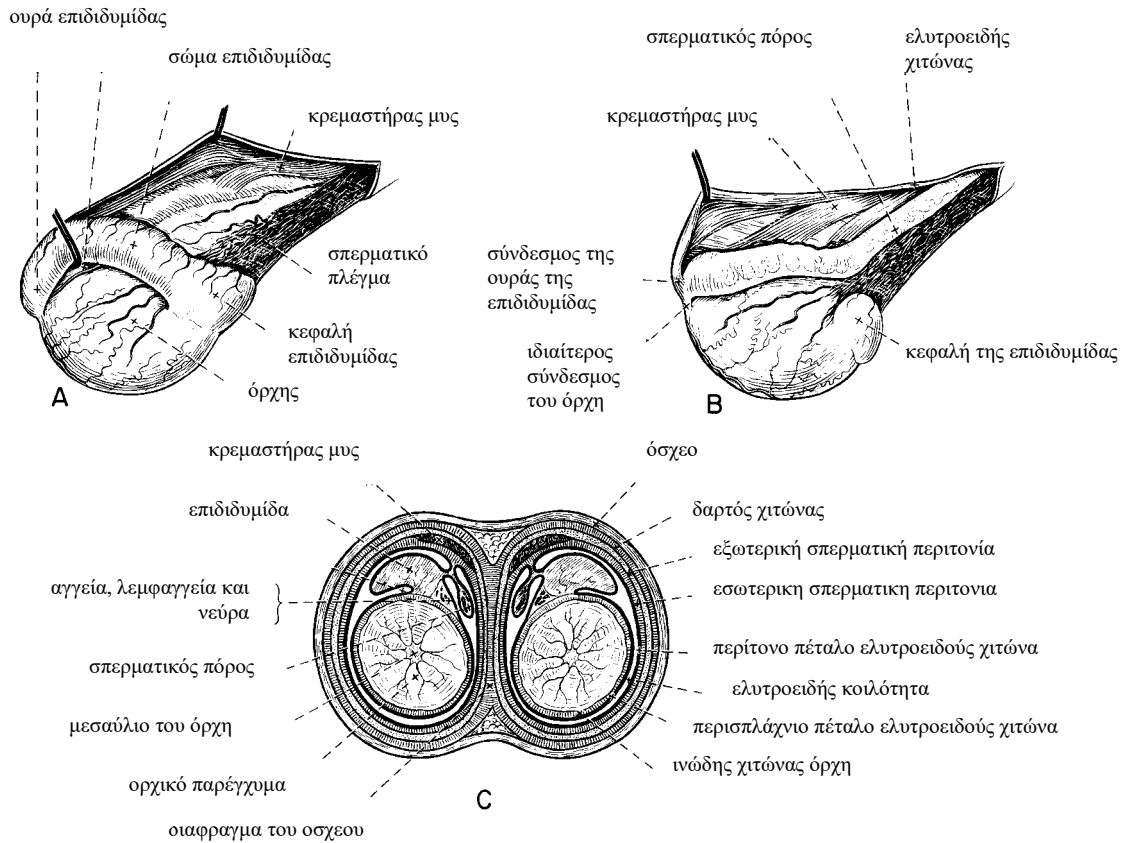 ουρά επιδιδυμίδας
σώμα επιδιδυμίδας
κρεμαστήρας μυς
σπερματικό
πλέγμα
κεφαλή
επιδιδυμίδας
όρχης
A
σπερματικός πόρος
ελυτροειδής
χιτώνας
κρεμαστήρας μυς
σύνδεσμος της
ουράς της
επιδιδυμίδας
ιδιαίτερος
σύνδεσμος
του όρχη
κεφαλή της επιδιδυμίδας
B
κρεμαστήρας μυς
επιδιδυμίδα
αγγεία, λεμφαγγεία και
νεύρα
σπερματικός πόρος
μεσαύλιο του όρχη
ορχικό παρέγχυμα
οιαφραγμα του οσχεου
όσχεο
δαρτός χιτώνας
εξωτερική σπερματική περιτονία
εσωτερικη σπερματικη περιτονια
περίτονο πέταλο ελυτροειδούς χιτώνα
ελυτροειδής κοιλότητα
περισπλάχνιο πέταλο ελυτροειδούς χιτώνα
ινώδης χιτώνας όρχη
C